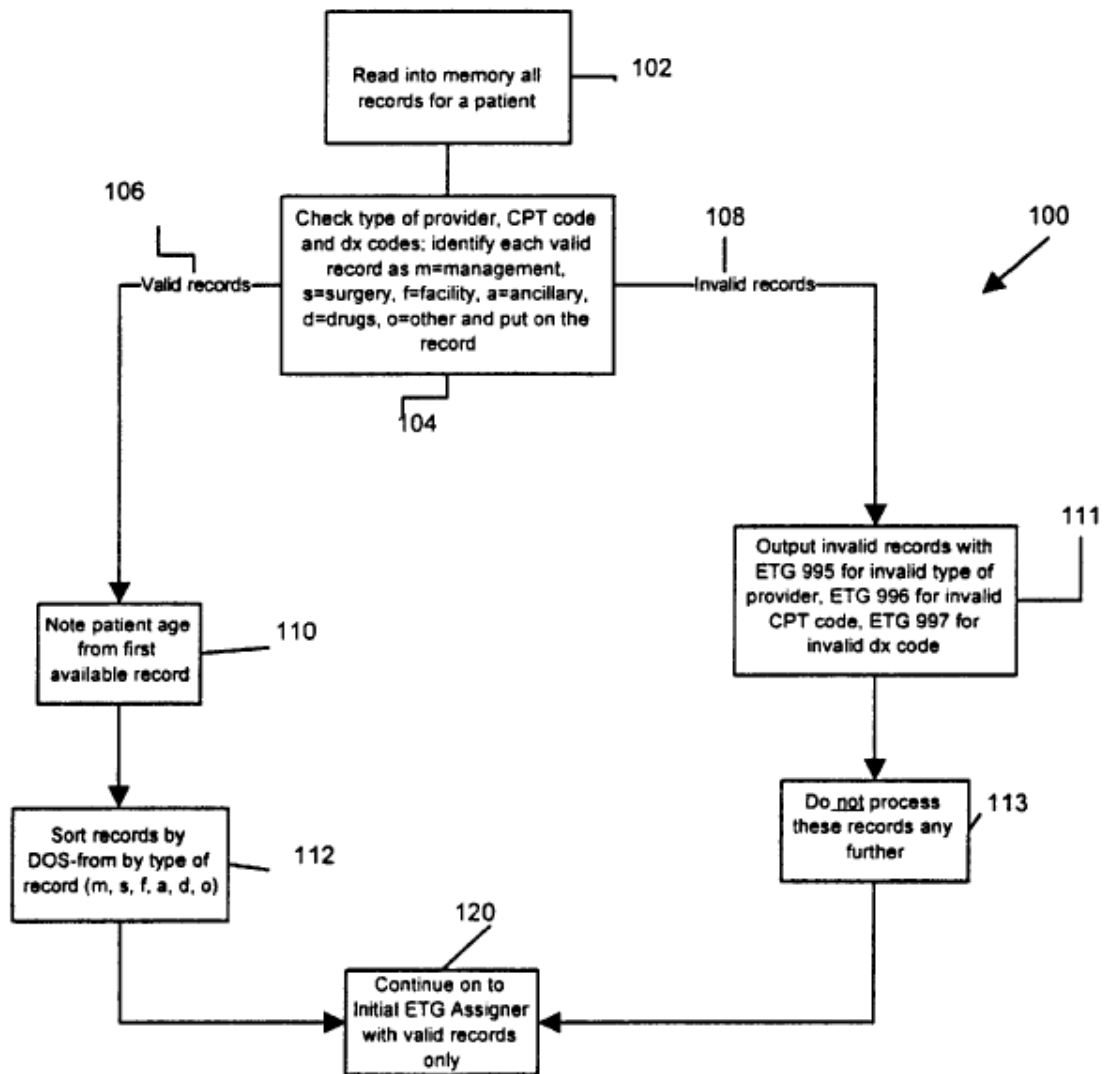 Read into memory all
records for a patient
102
106
Check type of provider, CPT code
and dx codes; identify each valid
record as m=management,
s=surgery, f=facility, a=ancillary,
d=drugs, o=other and put on the
record
108
100
Valid records
Invalid records
104
111
Output invalid records with
ETG 995 for invalid type of
provider, ETG 996 for invalid
CPT code, ETG 997 for
invalid dx code
Note patient age
from first
available record
110
Do not process
these records any
further
113
Sort records by
DOS-from by type of
record (m, s, f, a, d, o)
112
120
Continue on to
Initial ETG Assigner
with valid records
only